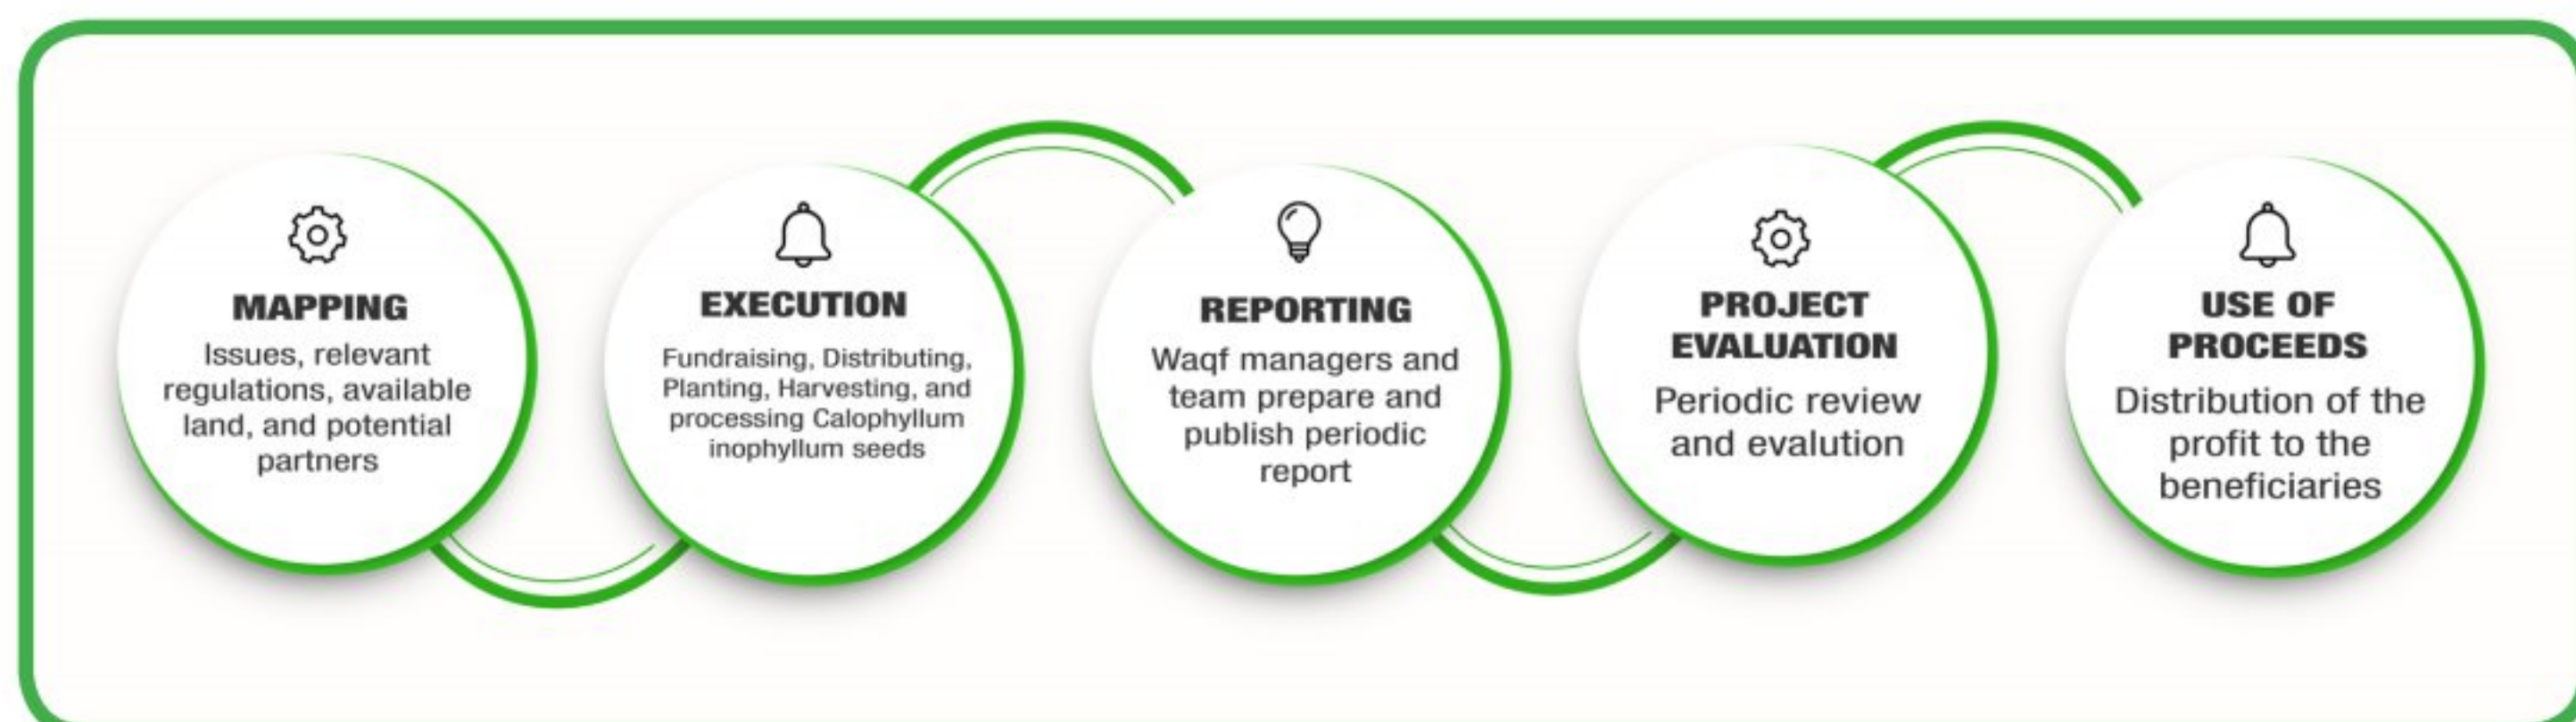 MAPPING
Issues, relevant
regulations, available
land, and potential
partners
EXECUTION
Fundraising, Distributing,
Planting, Harvesting, and
processing Calophyllum
inophyllum seeds
REPORTING
Waqf managers and
team prepare and
publish periodic
report
PROJECT
EVALUATION
Periodic review
and evalution
USE OF
PROCEEDS
Distribution of the
profit to the
beneficiaries